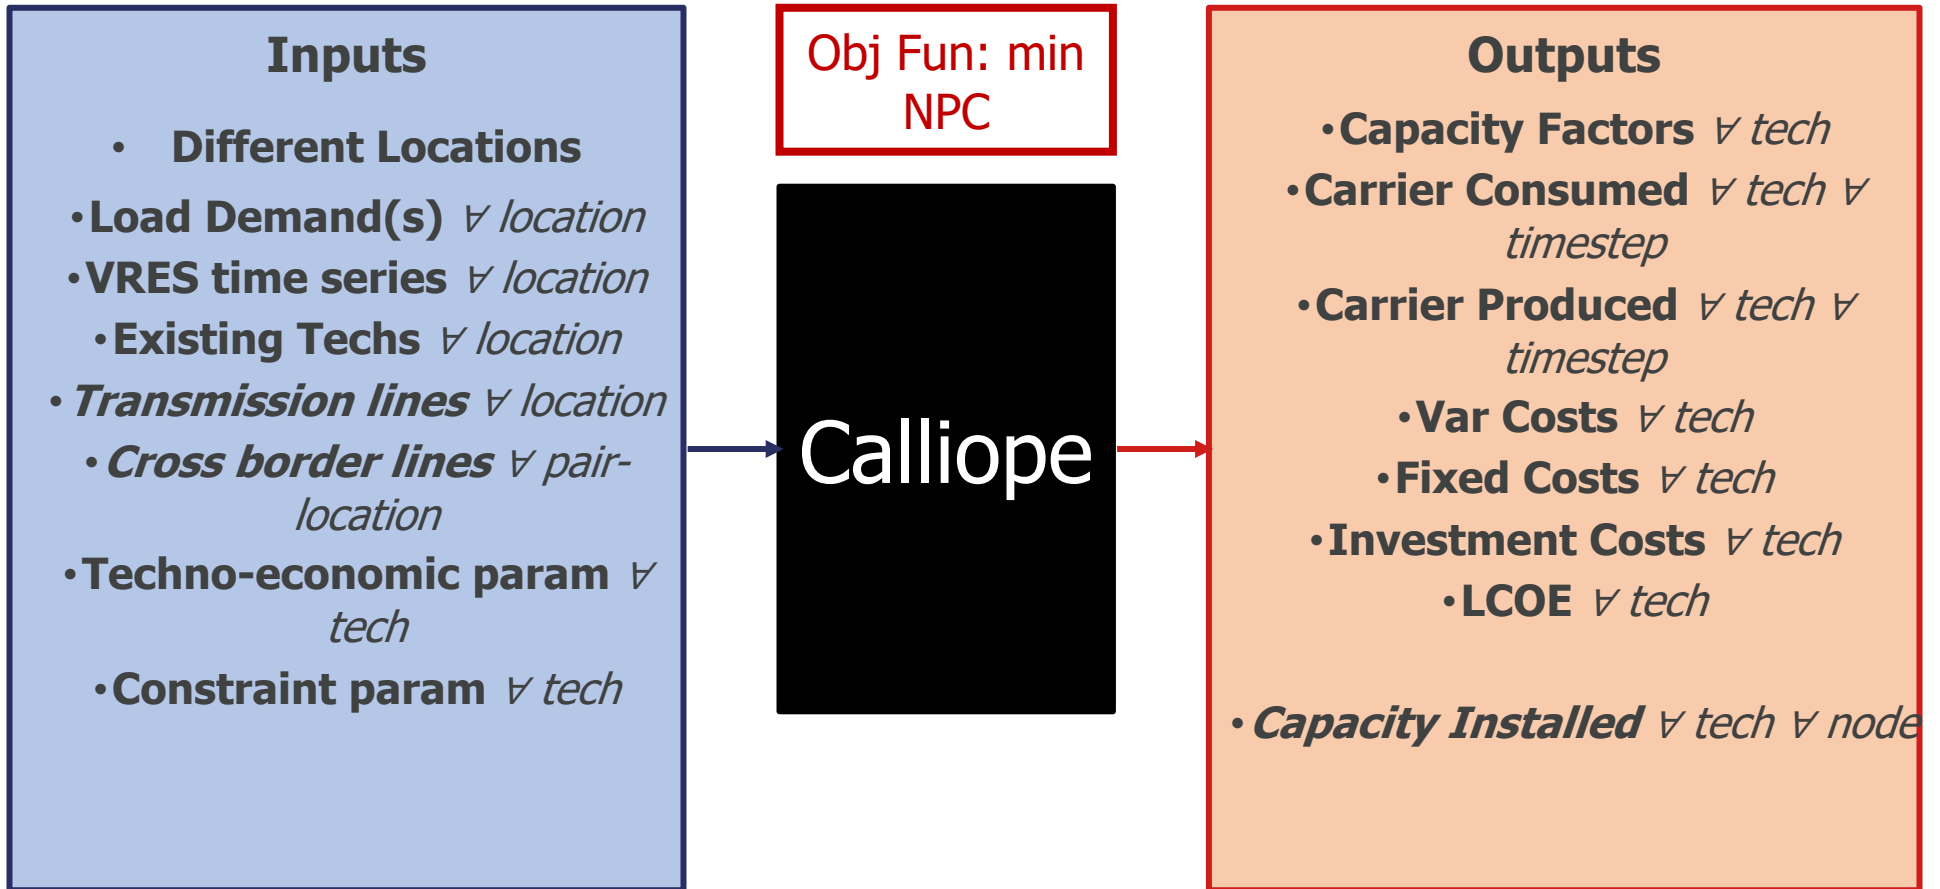 Inputs
• Different Locations
•Load Demand(s) ∀ location
•VRES time series ∀ location
•Existing Techs ∀ location
•Transmission lines ∀ location
•Cross border lines ∀ pair-
location
•Techno-economic param ∀
tech
•Constraint param ∀ tech
Obj Fun: min
NPC
Calliope
Outputs
•Capacity Factors ∀ tech
•Carrier Consumed ∀ tech ∀
timestep
•Carrier Produced ∀ tech ∀
timestep
•Var Costs ∀ tech
•Fixed Costs ∀ tech
•Investment Costs ∀ tech
•LCOE ∀ tech
•Capacity Installed ∀ tech ∀ node